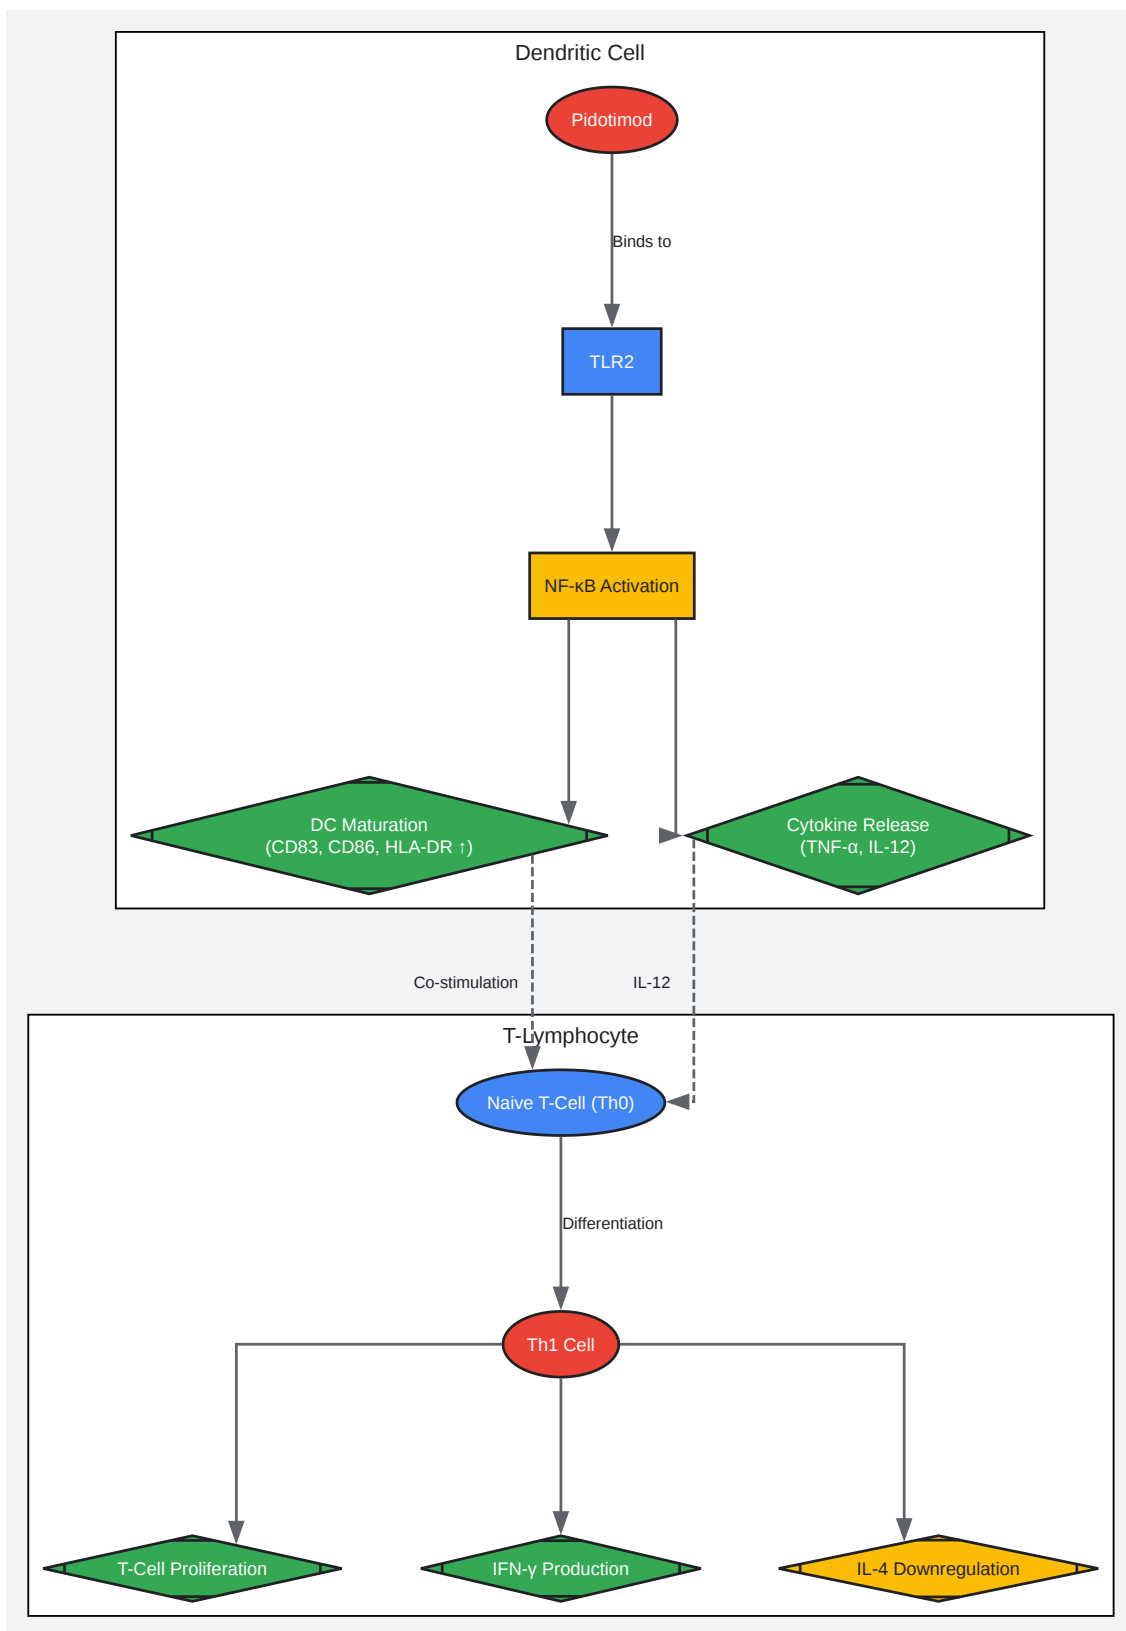 Dendritic Cell
Pidotimod
Binds to
TLR2
NF-κB Activation
DC Maturation
(CD83, CD86, HLA-DR ↑)
Cytokine Release
(TNF-α, IL-12)
Co-stimulation
IL-12
T-Lymphocyte
Naive T-Cell (Th0)
Differentiation
Th1 Cell
T-Cell Proliferation
IFN-γ Production
IL-4 Downregulation